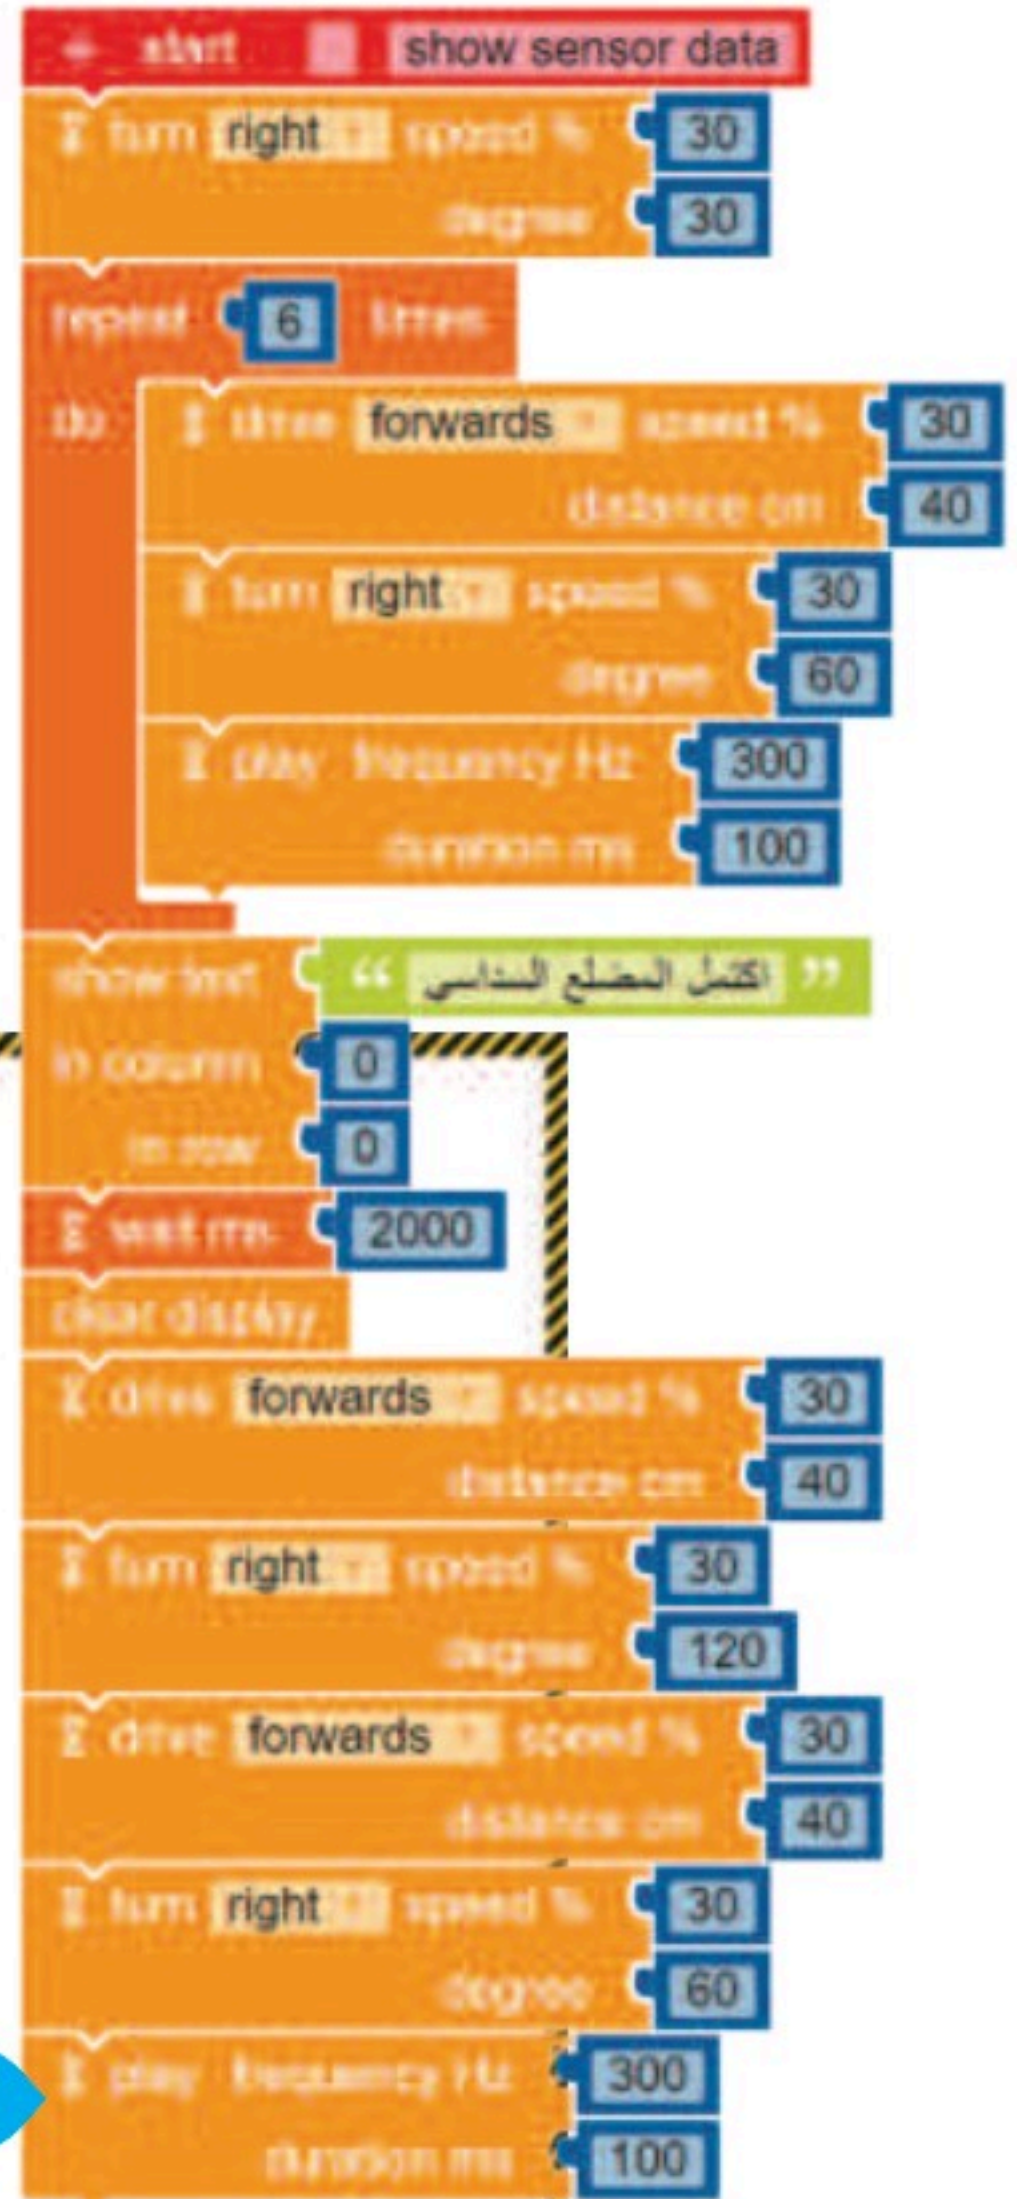 start show sensor data
turn right speed % 30
degree 30
repeat 6 times
do drive forwards speed % 30
distance cm 40
turn right speed % 30
degree 60
play frequency Hz 300
duration ms 100
show text “ اكتمل المضلع السداسي ”
in column 0
in row 0
wait ms 2000
clear display
drive forwards speed % 30
distance cm 40
turn right speed % 30
degree 120
drive forwards speed % 30
distance cm 40
turn right speed % 30
degree 60
play frequency Hz 300
duration ms 100